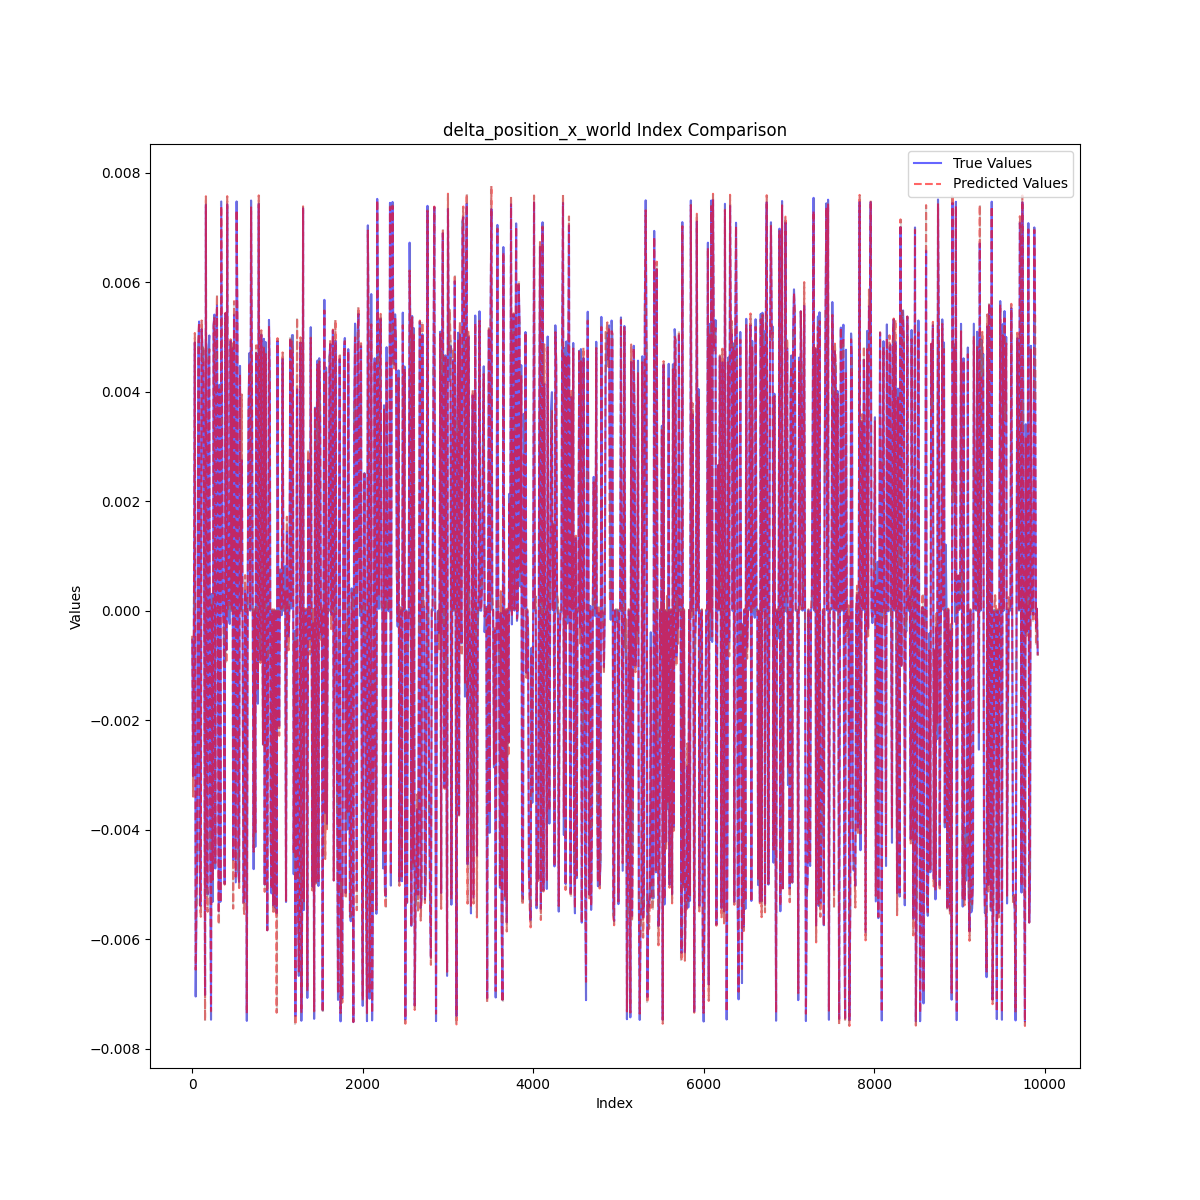 delta_position_x_world Index Comparison
True Values
Predicted Values
0.008
0.006
0.004
0.002
0.000
−0.002
−0.004
−0.006
−0.008
Values
0 2000 4000 6000 8000 10000
Index